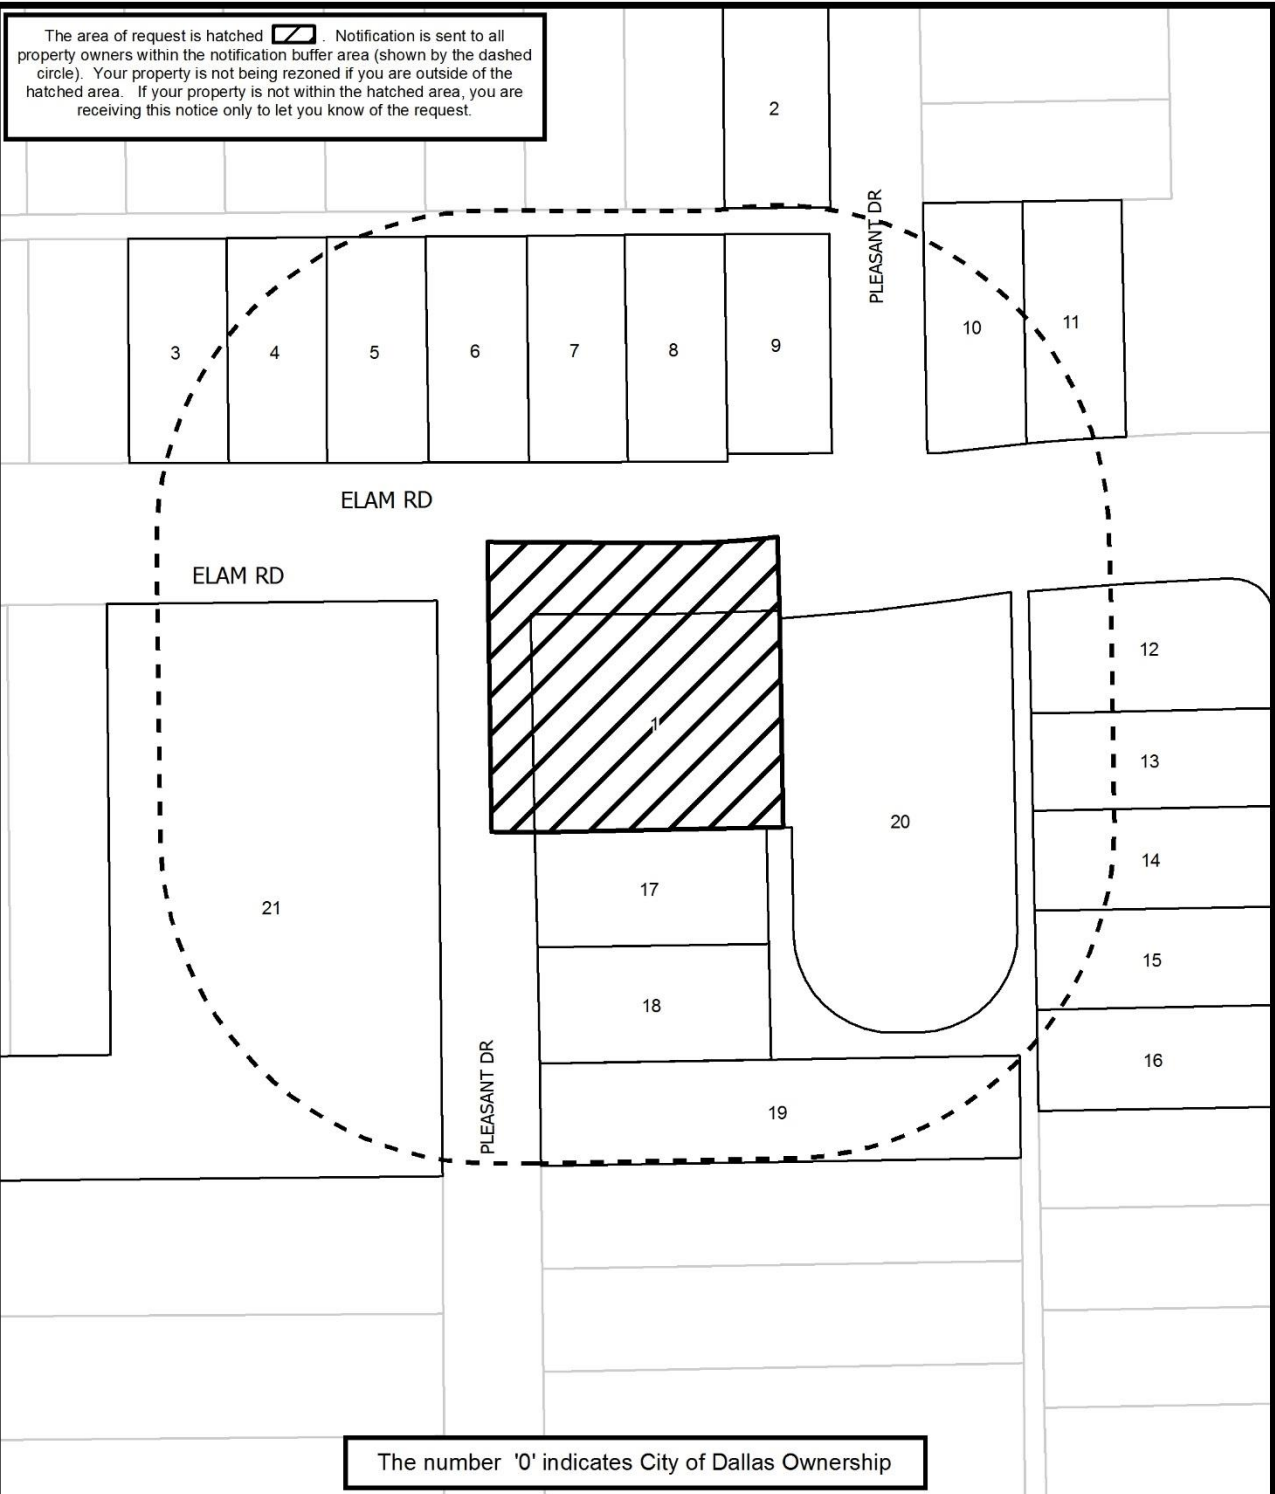 The area of request is hatched . Notification is sent to all
property owners within the notification buffer area (shown by the dashed
circle). Your property is not being rezoned if you are outside of the
hatched area. If your property is not within the hatched area, you are
receiving this notice only to let you know of the request.
2
PLEASANT DR
10
11
3
4
5
6
7
8
9
ELAM RD
ELAM RD
12
1
13
20
14
17
21
15
18
16
PLEASANT DR
19
The number '0' indicates City of Dallas Ownership